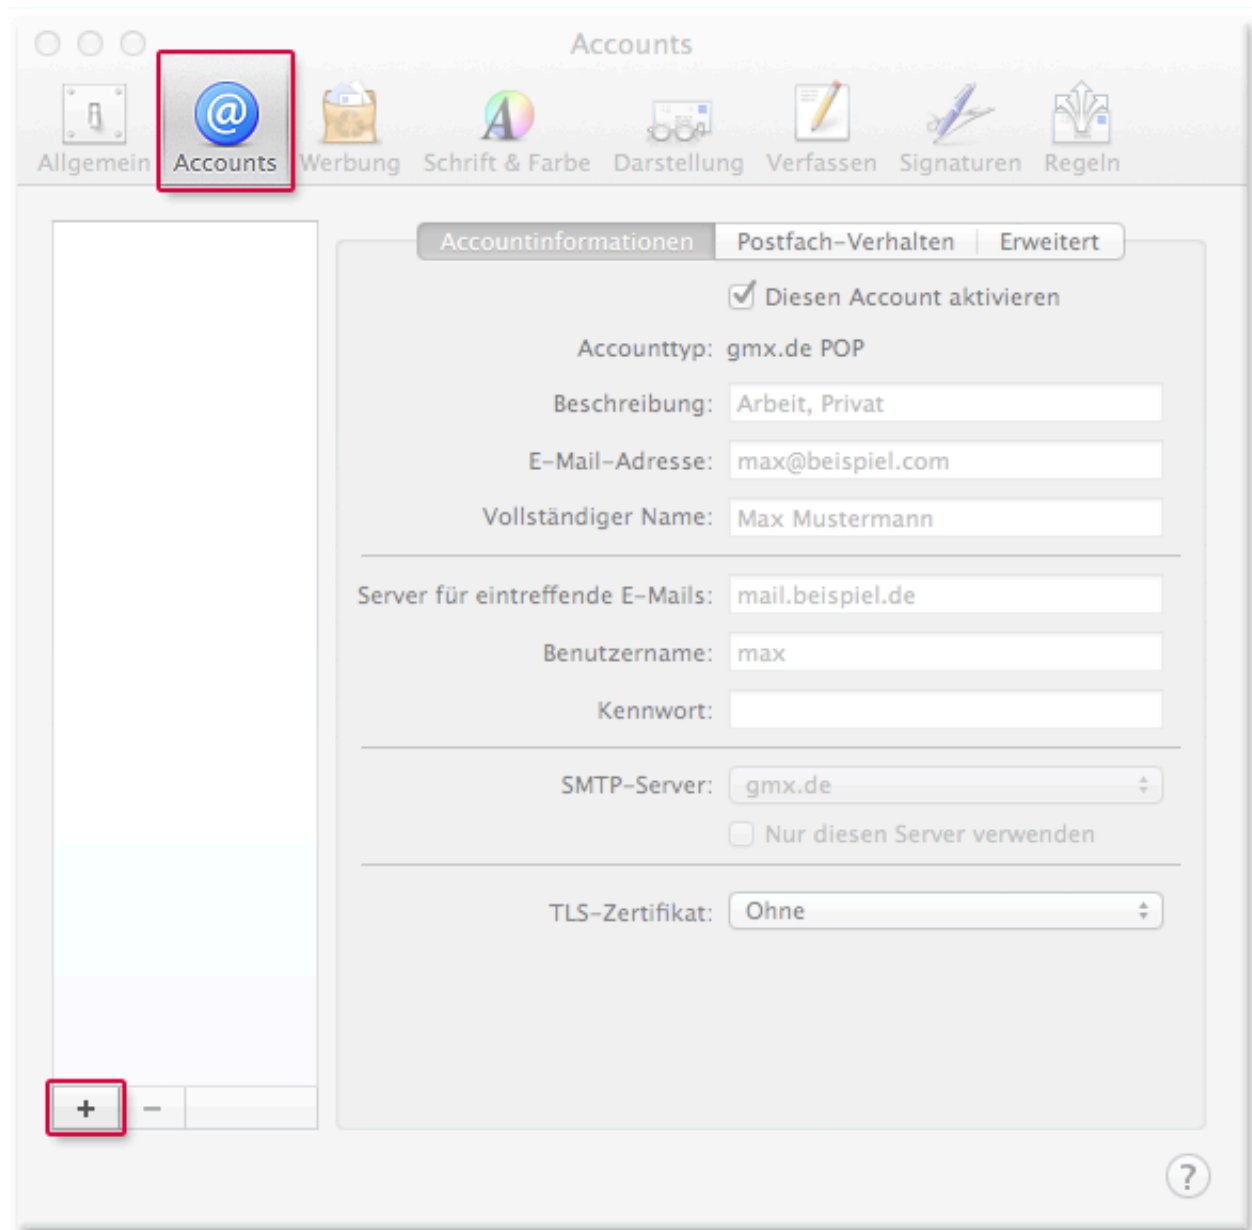 Accounts
Allgemein Accounts Werbung Schrift & Farbe Darstellung Verfassen Signaturen Regeln
Accountinformationen Postfach-Verhalten Erweitert
Diesen Account aktivieren
Accounttyp: gmx.de POP
Beschreibung: Arbeit, Privat
E-Mail-Adresse: max@beispiel.com
Vollständiger Name: Max Mustermann
Server für eintreffende E-Mails: mail.beispiel.de
Benutzername: max
Kennwort:
SMTP-Server: gmx.de
Nur diesen Server verwenden
TLS-Zertifikat: Ohne
+ −
?